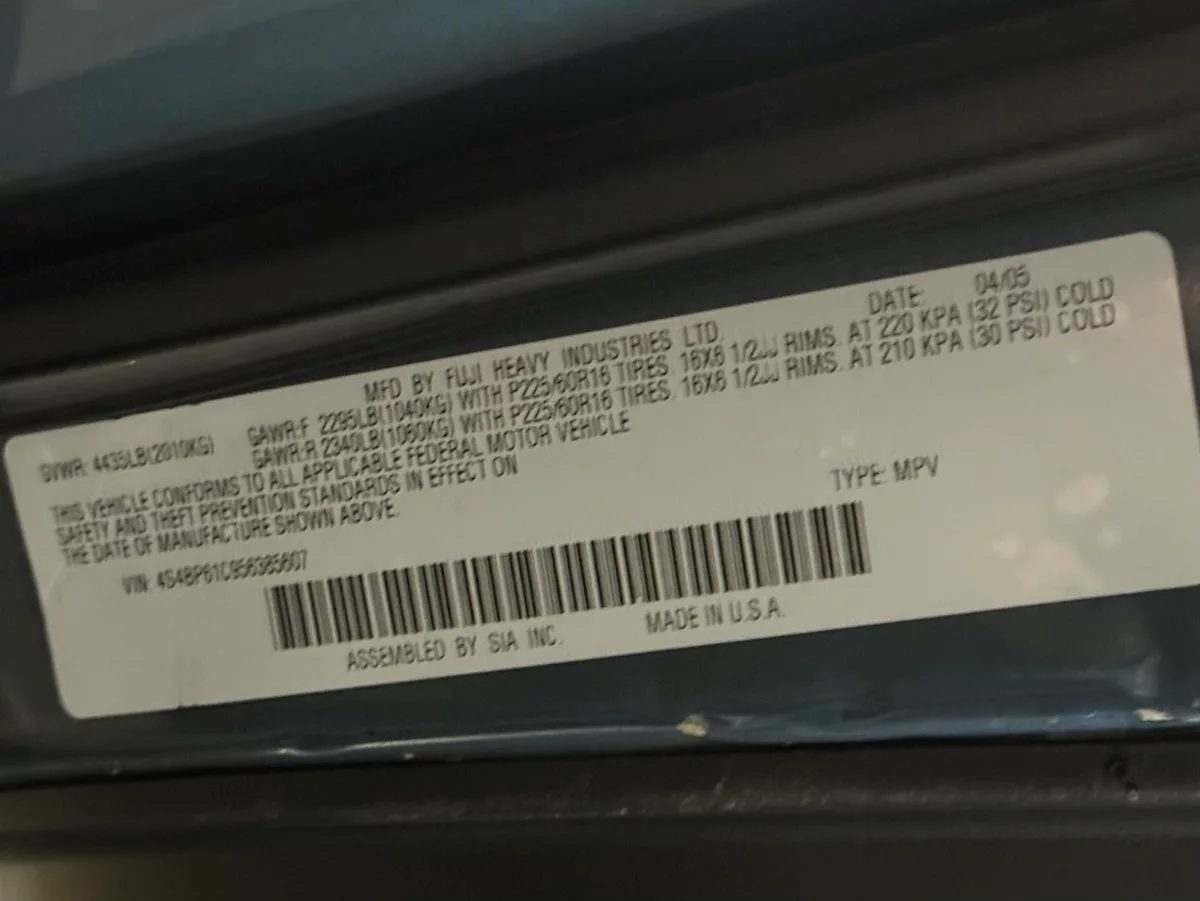 MFD BY FUJI HEAVY INDUSTRIES LTD. DATE: 04/05
GVWR: 4435LB(2010KG) GAWR:F 2295LB(1040KG) WITH P225/60R16 TIRES. 16X6 1/2JJ RIMS. AT 220 KPA (32 PSI) COLD
GAWR:R 2340LB(1060KG) WITH P225/60R16 TIRES. 16X6 1/2JJ RIMS. AT 210 KPA (30 PSI) COLD
THIS VEHICLE CONFORMS TO ALL APPLICABLE FEDERAL MOTOR VEHICLE
SAFETY AND THEFT PREVENTION STANDARDS IN EFFECT ON
THE DATE OF MANUFACTURE SHOWN ABOVE.
VIN: 4S4BP61C956385607 TYPE: MPV
ASSEMBLED BY SIA INC. MADE IN U.S.A.